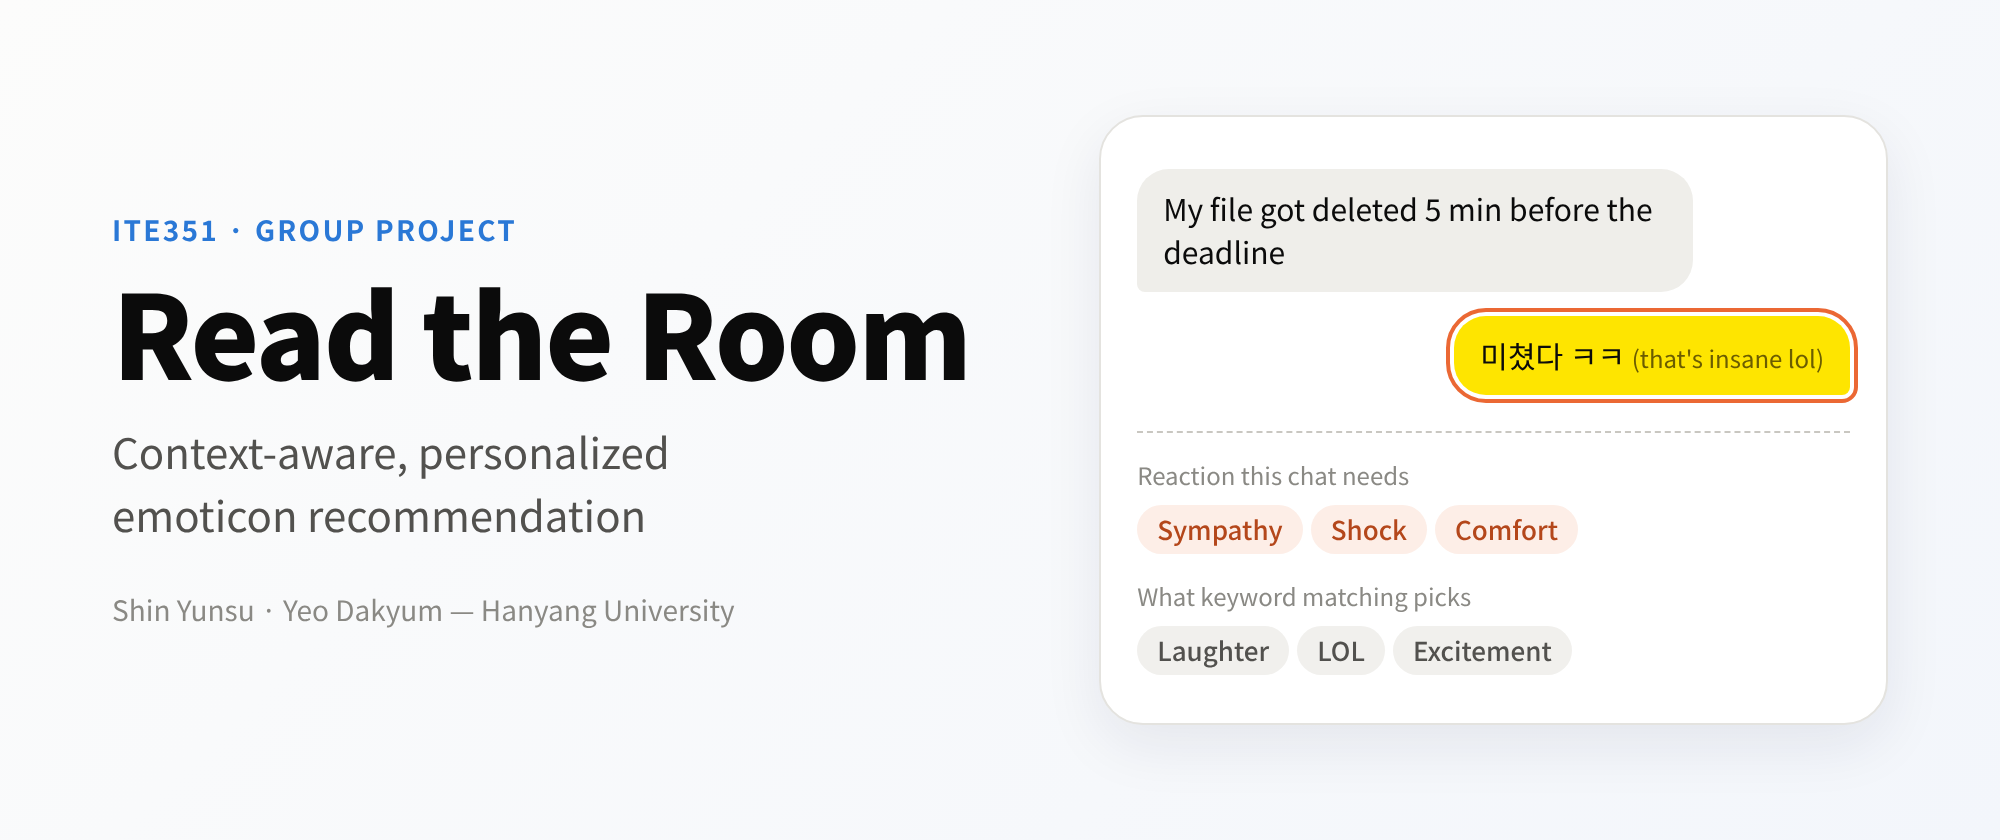 ITE351 · GROUP PROJECT
Read the Room
Context-aware, personalized
emoticon recommendation
Shin Yunsu · Yeo Dakyum — Hanyang University
My file got deleted 5 min before the
deadline
미쳤다 ㅋㅋ (that's insane lol)
Reaction this chat needs
Sympathy Shock Comfort
What keyword matching picks
Laughter LOL Excitement